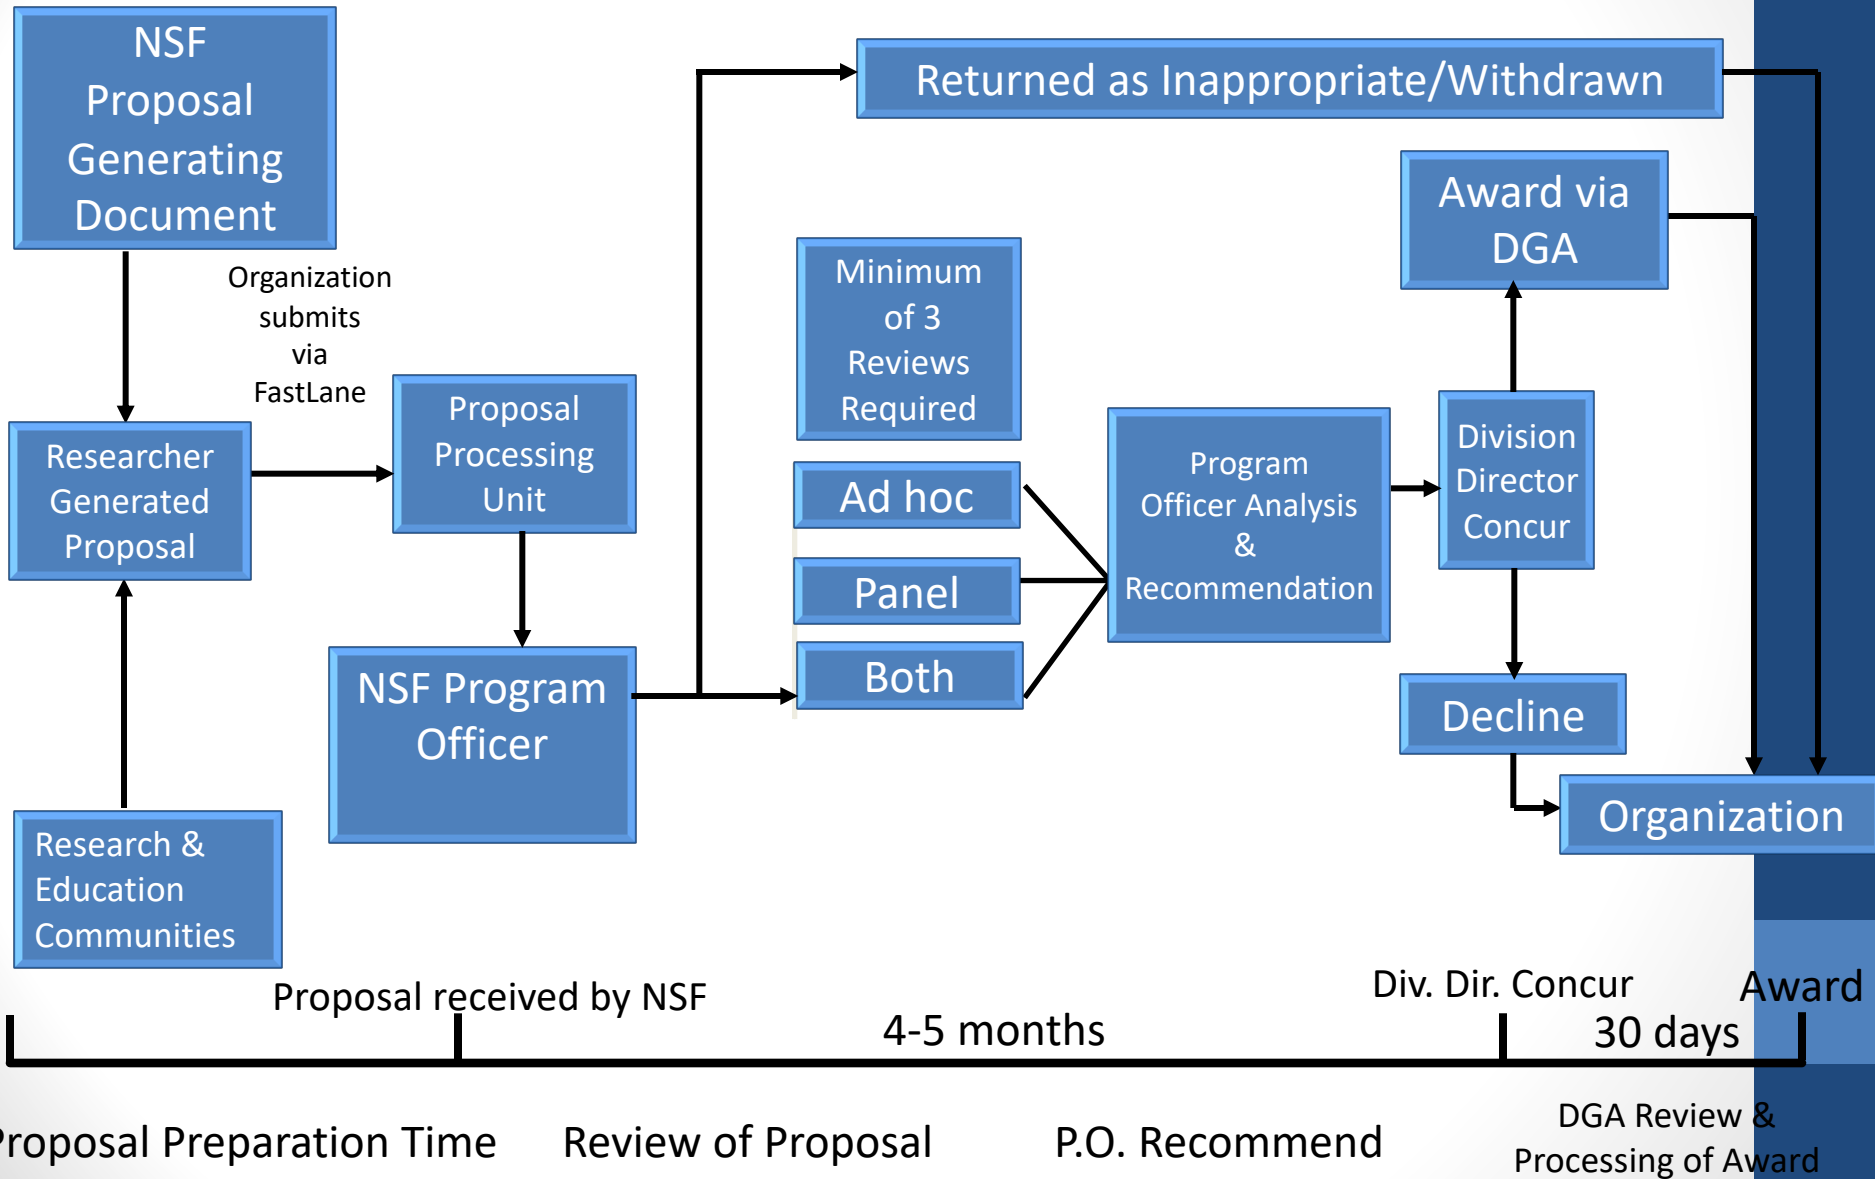 NSF
Proposal
Generating
Document
Returned as Inappropriate/Withdrawn
Award via
DGA
Organization
submits
via
FastLane
Minimum
of 3
Reviews
Required
Proposal
Processing
Unit
Researcher
Generated
Proposal
Ad hoc
Panel
Both
Program
Officer Analysis
&
Recommendation
Division
Director
Concur
NSF Program
Officer
Decline
Organization
Research &
Education
Communities
Proposal received by NSF
4-5 months
Div. Dir. Concur
30 days
Award
Proposal Preparation Time
Review of Proposal
P.O. Recommend
DGA Review &
Processing of Award